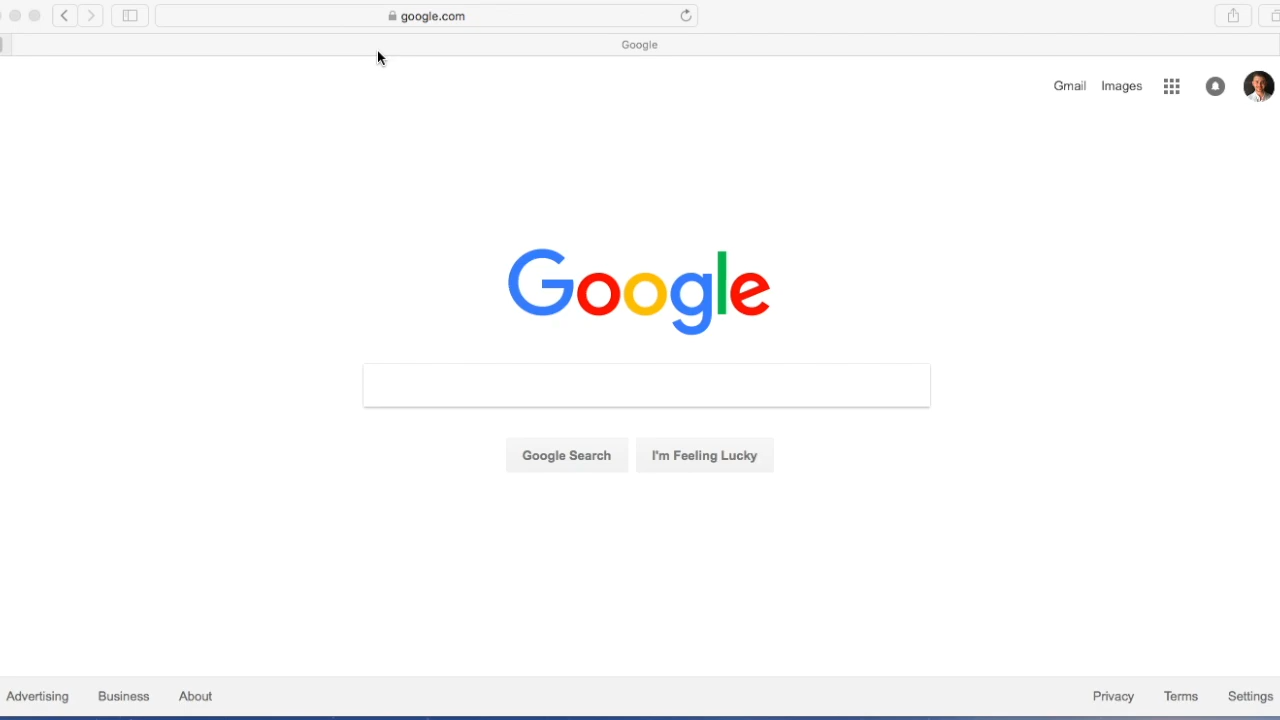 google.com
Google
Gmail Images
Google
Google Search I'm Feeling Lucky
Advertising Business About Privacy Terms Settings